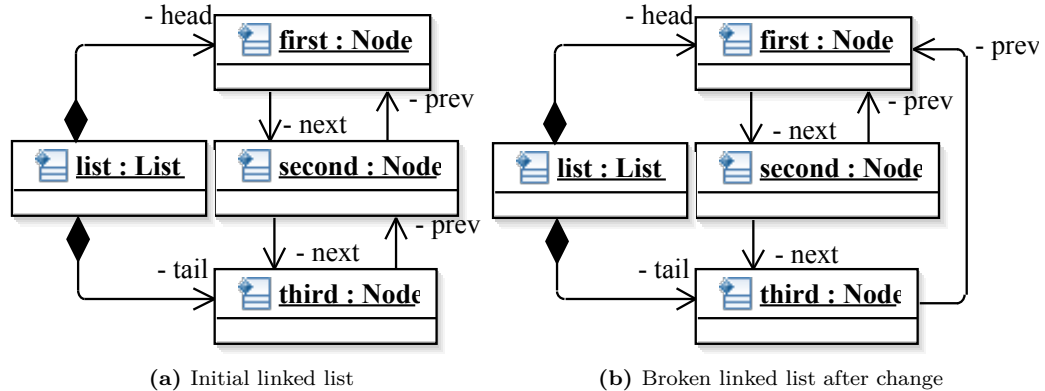 - head
first : Node
- prev
- next
list : List
second : Node
- prev
- next
- tail
third : Node
(a) Initial linked list
- head
first : Node
- prev
- prev
- next
list : List
second : Node
- next
- tail
third : Node
(b) Broken linked list after change